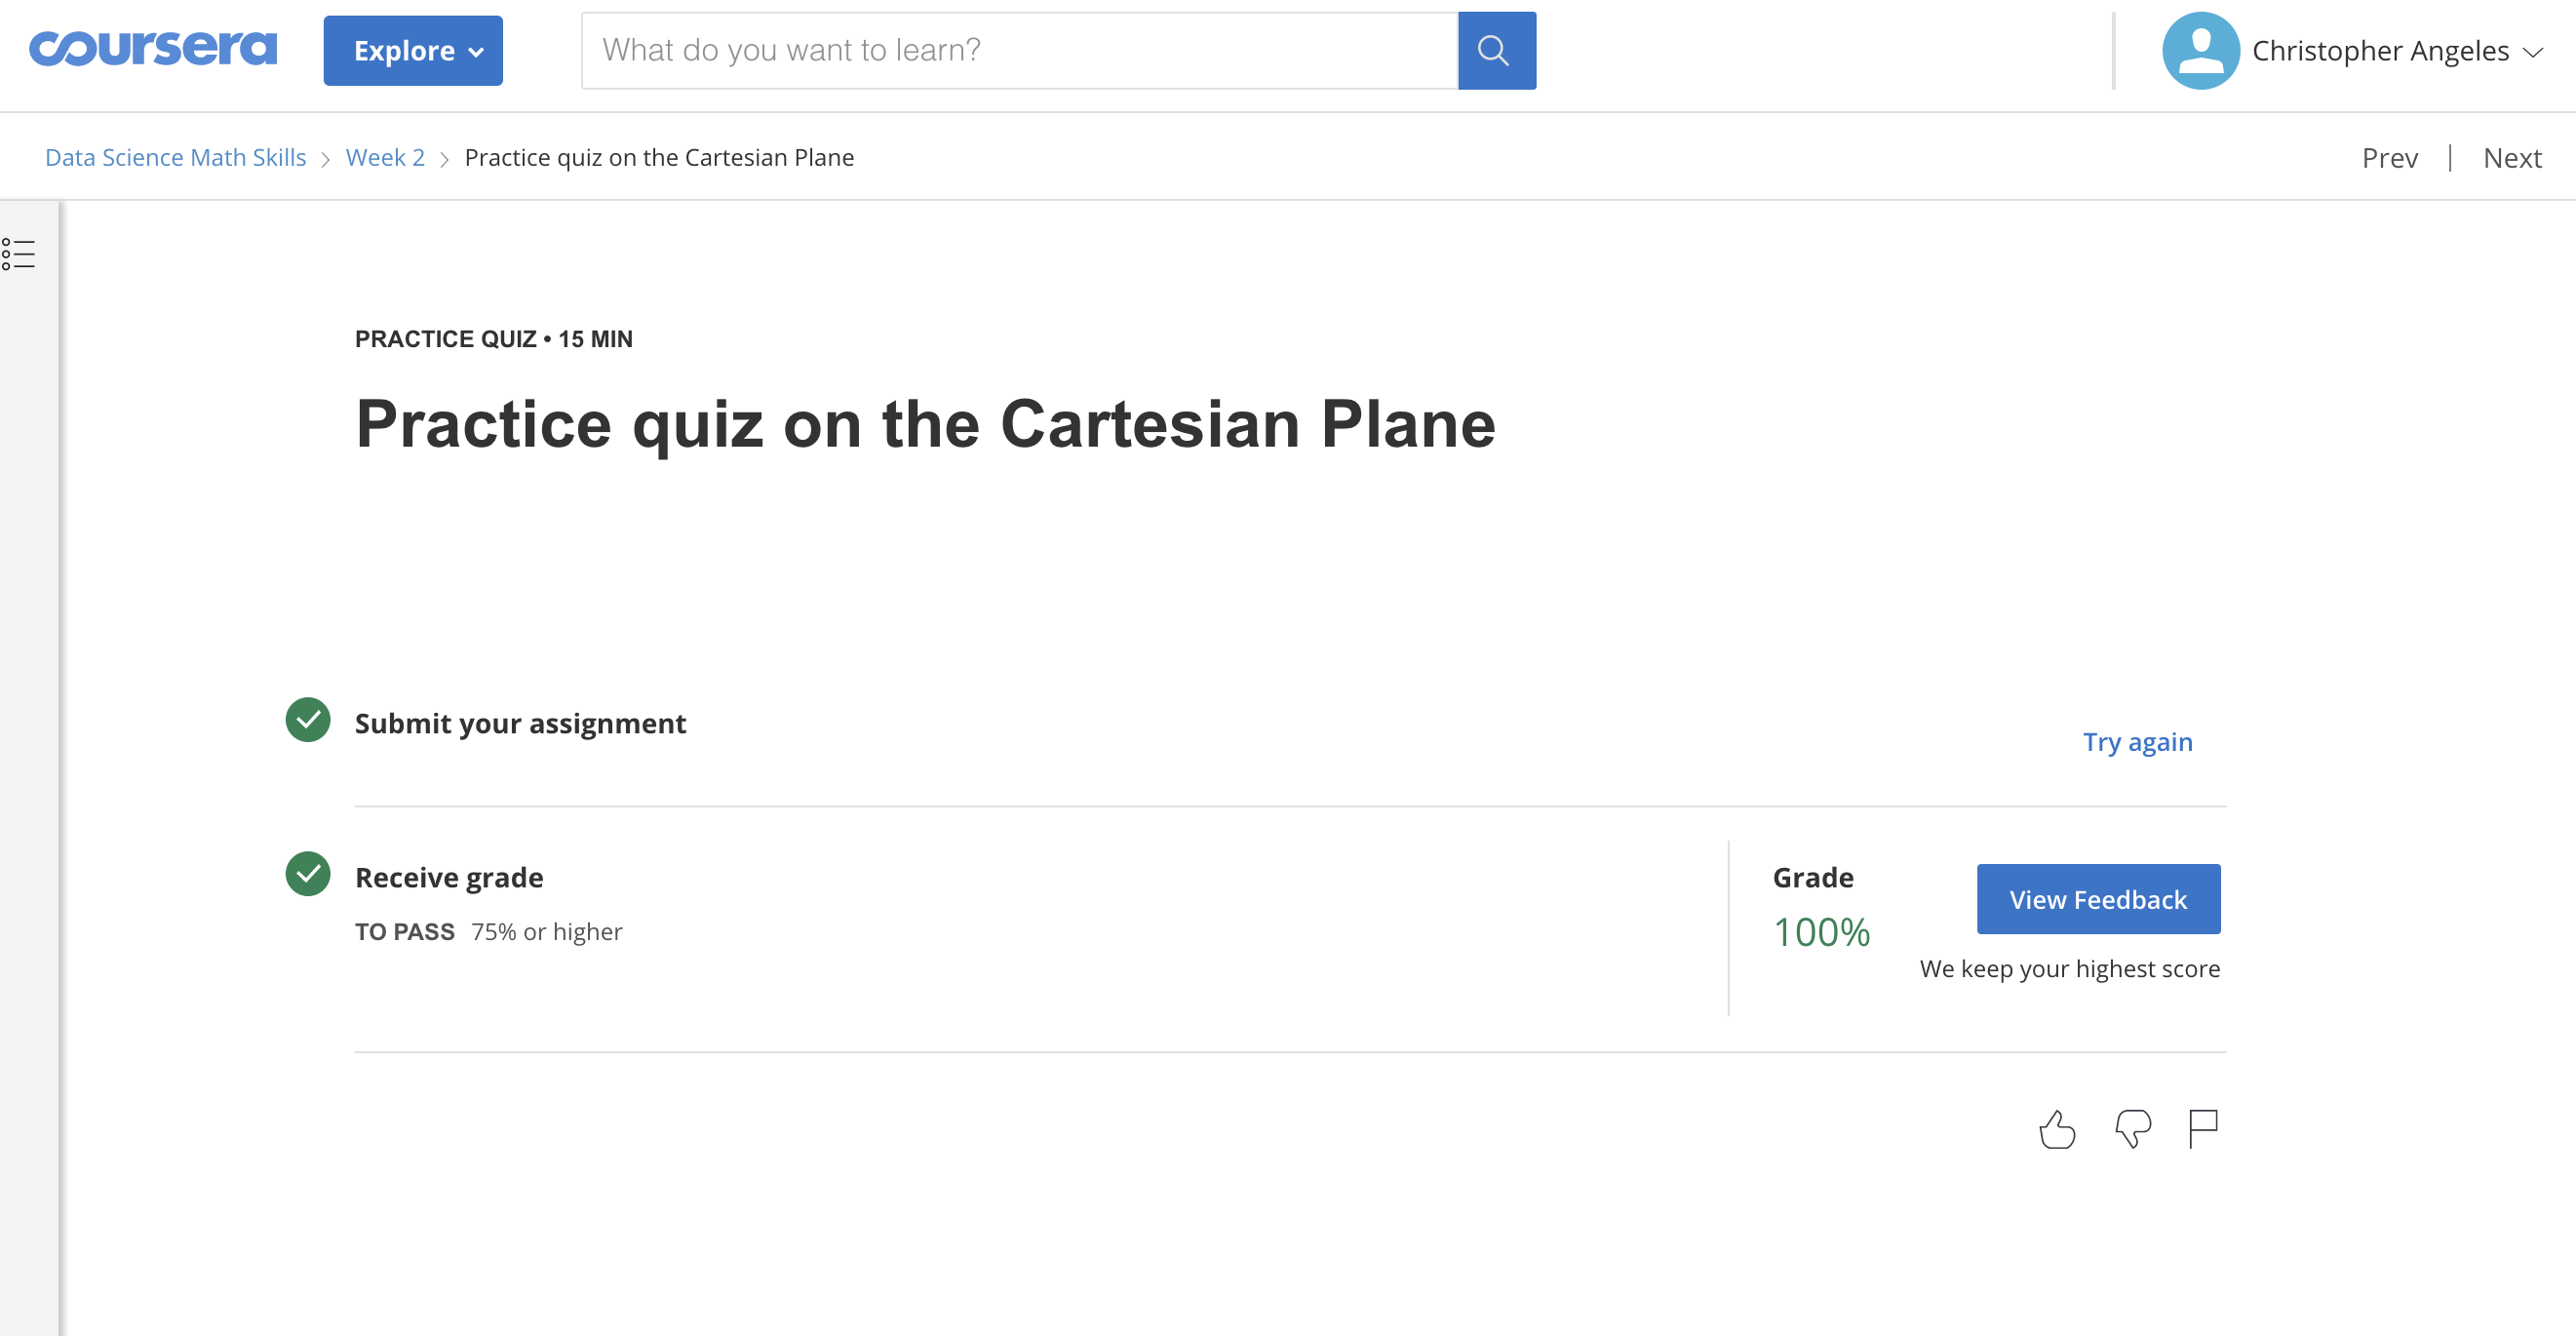 coursera
Explore
What do you want to learn?
Christopher Angeles
Data Science Math Skills > Week 2 > Practice quiz on the Cartesian Plane
Prev | Next
PRACTICE QUIZ • 15 MIN
Practice quiz on the Cartesian Plane
Submit your assignment
Try again
Receive grade
TO PASS 75% or higher
Grade
100%
View Feedback
We keep your highest score